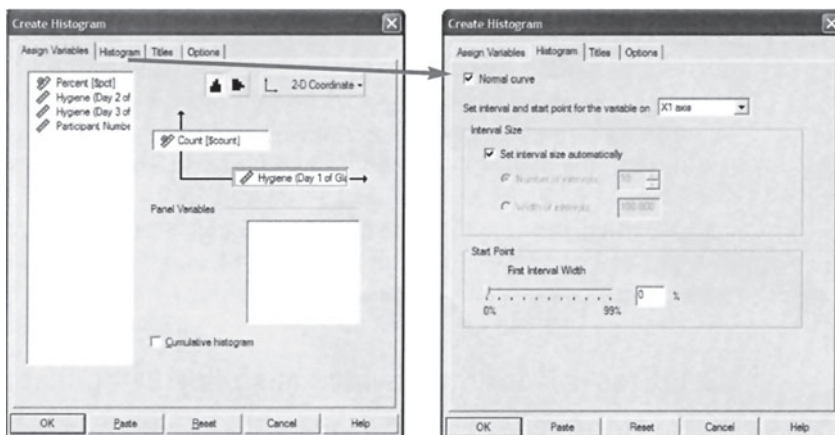 Create Histogram
Assign Variables Histogram Titles Options
Percent [$pct]
Hygiene (Day 2 of
Hygiene (Day 3 of
Participant Numbe
2-D Coordinate
Count [$count]
Hygiene (Day 1 of Gla
Panel Variables
Cumulative histogram
OK Paste Reset Cancel Help
Create Histogram
Assign Variables Histogram Titles Options
Normal curve
Set interval and start point for the variable on X1 axis
Interval Size
Set interval size automatically
Number of intervals: 10
Width of intervals: 100.000
Start Point
First Interval Width
0% 99% 0 %
OK Paste Reset Cancel Help